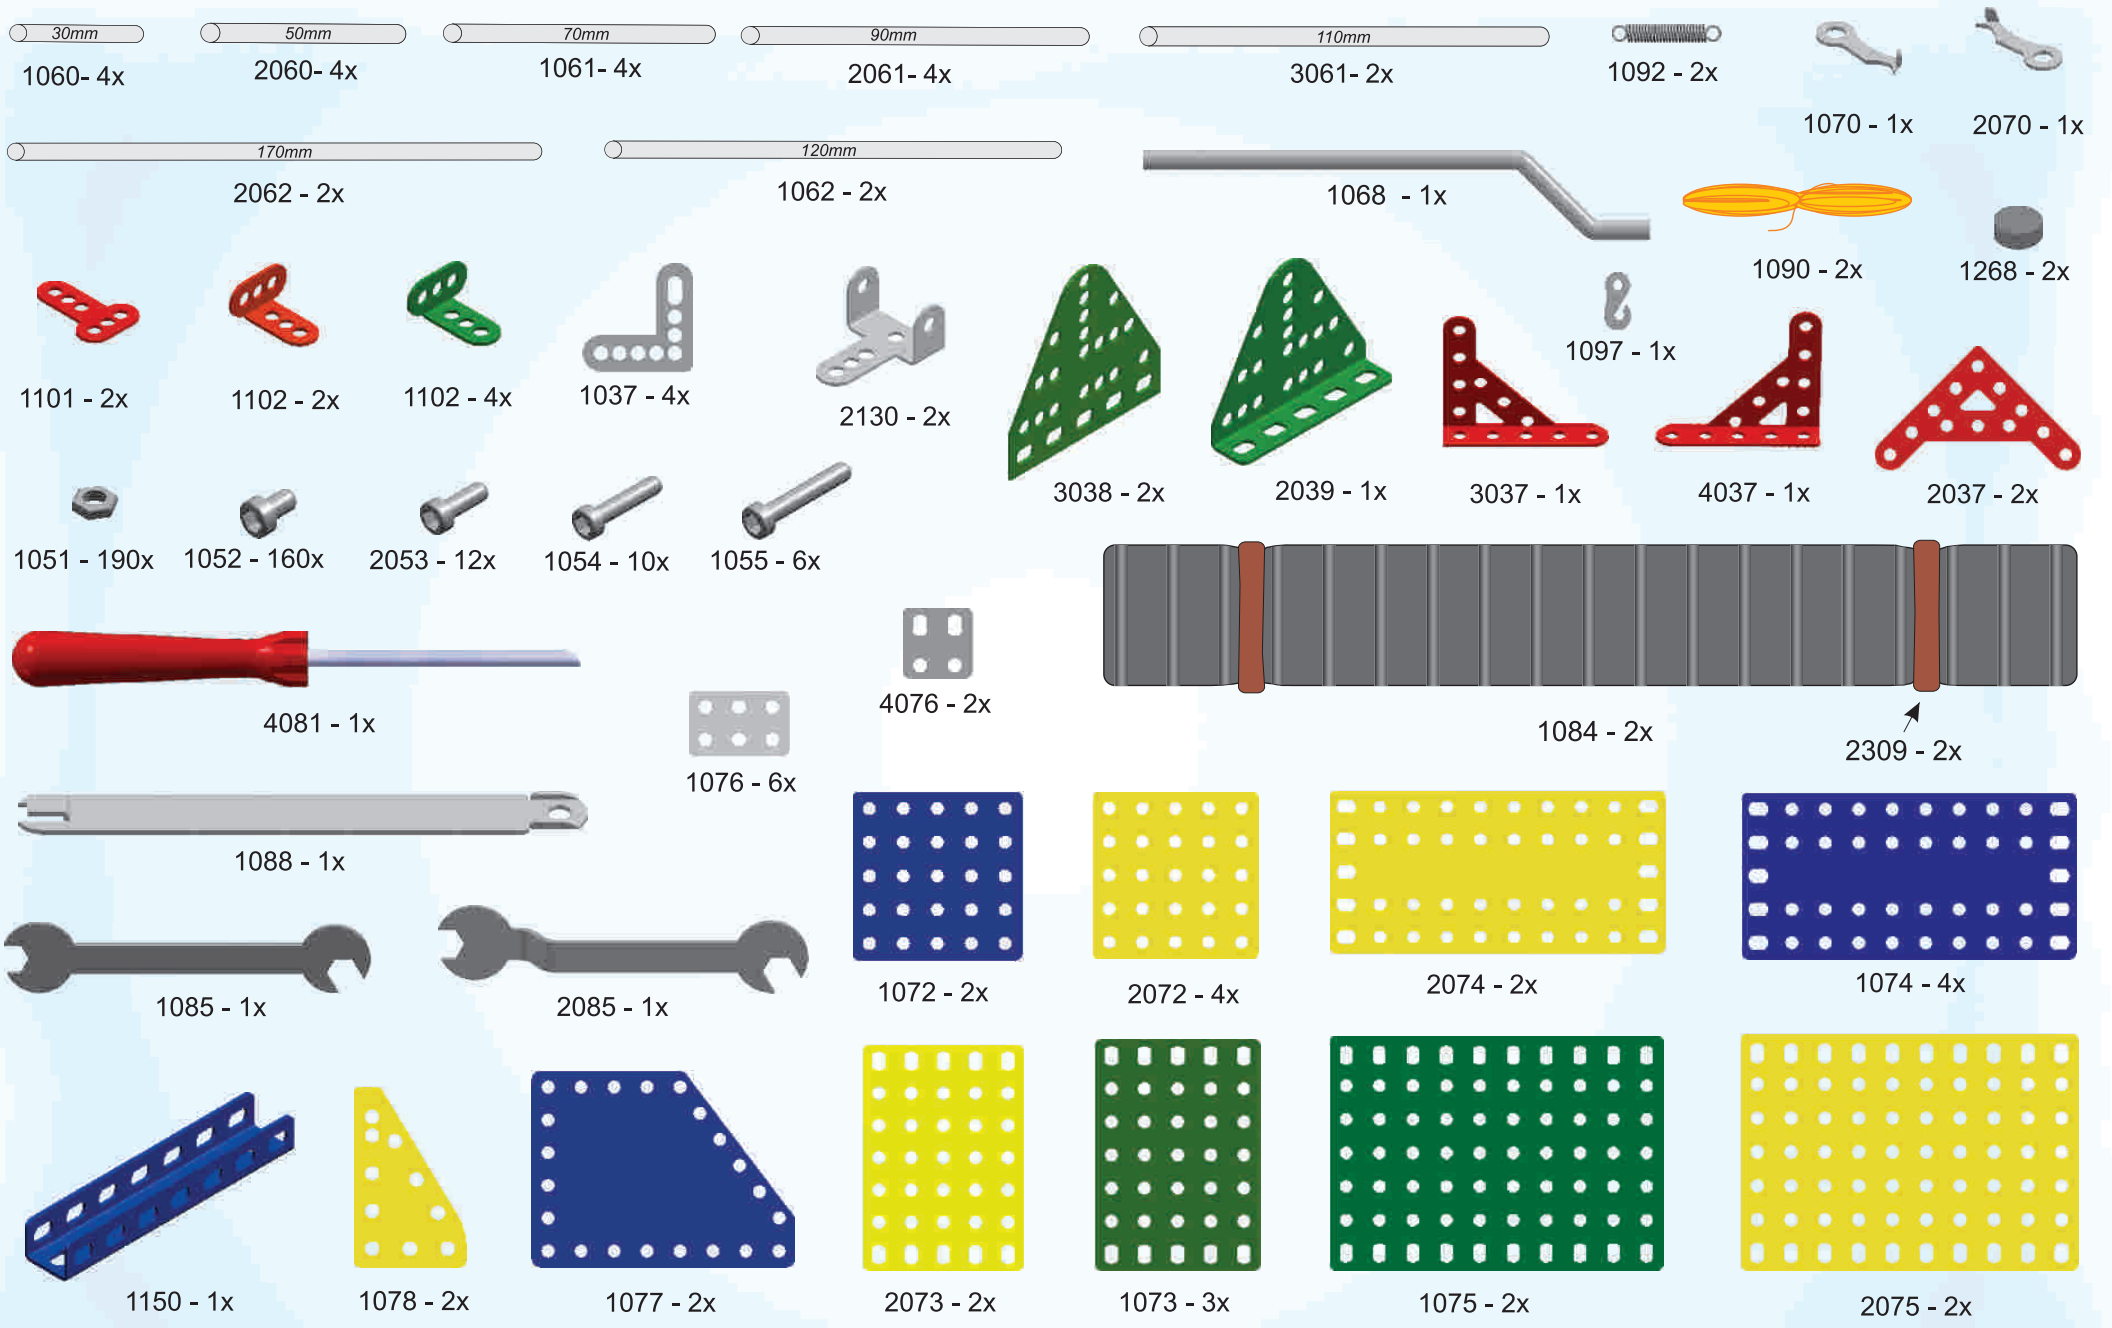 30mm
50mm
70mm
90mm
110mm
1060- 4x
2060- 4x
1061- 4x
2061- 4x
3061- 2x
1092 - 2x
1070 - 1x
2070 - 1x
170mm
120mm
2062 - 2x
1062 - 2x
1068 - 1x
1090 - 2x
1268 - 2x
1097 - 1x
1101 - 2x
1102 - 2x
1102 - 4x
1037 - 4x
2130 - 2x
3038 - 2x
2039 - 1x
3037 - 1x
4037 - 1x
2037 - 2x
1051 - 190x
1052 - 160x
2053 - 12x
1054 - 10x
1055 - 6x
4081 - 1x
4076 - 2x
1084 - 2x
2309 - 2x
1076 - 6x
1088 - 1x
1085 - 1x
2085 - 1x
1072 - 2x
2072 - 4x
2074 - 2x
1074 - 4x
1150 - 1x
1078 - 2x
1077 - 2x
2073 - 2x
1073 - 3x
1075 - 2x
2075 - 2x